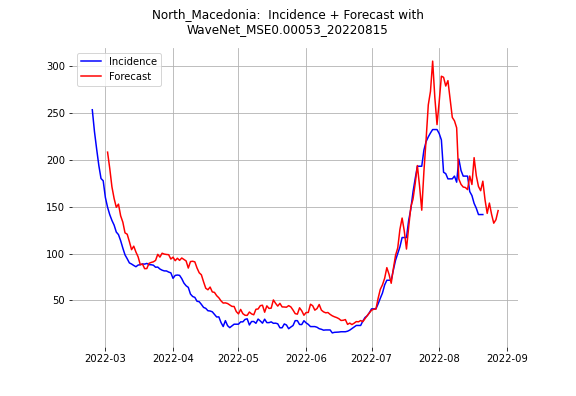 North_Macedonia:  Incidence + Forecast with
WaveNet_MSE0.00053_20220815
Incidence
Forecast
300
250
200
150
100
50
2022-03 2022-04 2022-05 2022-06 2022-07 2022-08 2022-09